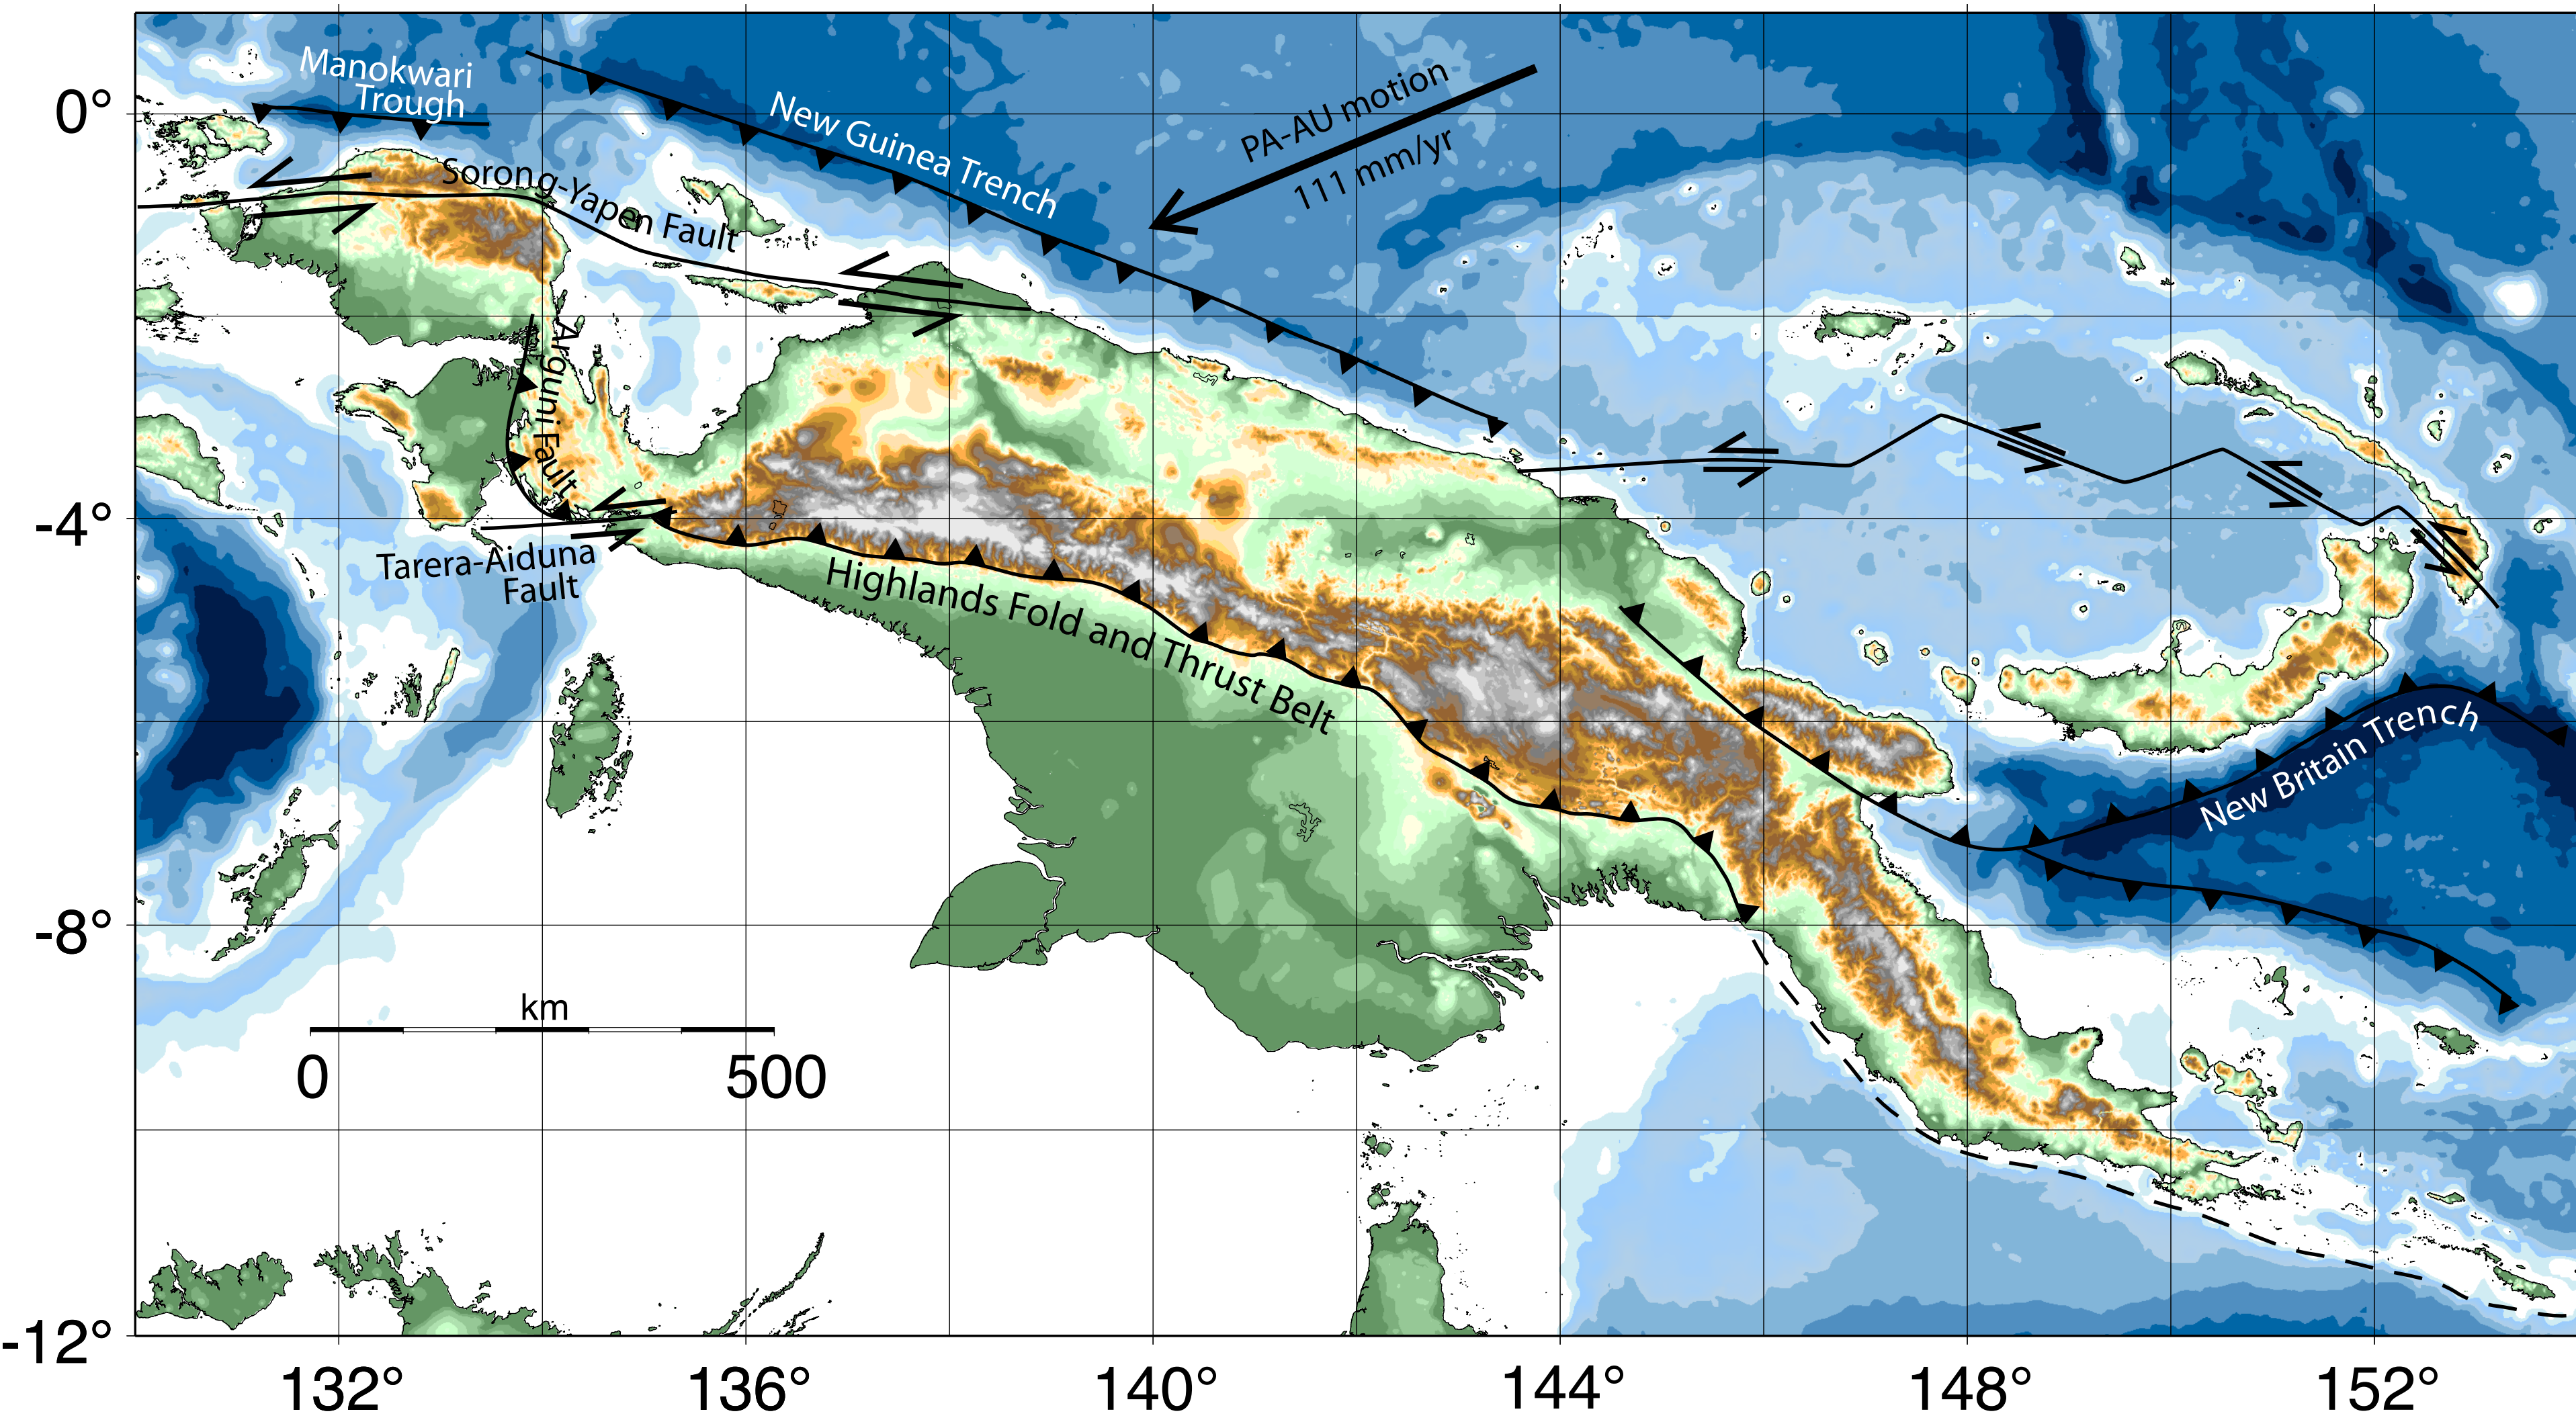 Manokwari
Trough
0°
New Guinea Trench
PA-AU motion
111 mm/yr
Sorong-Yapen Fault
Arguni Fault
-4°
Tarera-Aiduna
Fault
Highlands Fold and Thrust Belt
New Britain Trench
-8°
km
0
500
-12°
132°
136°
140°
144°
148°
152°